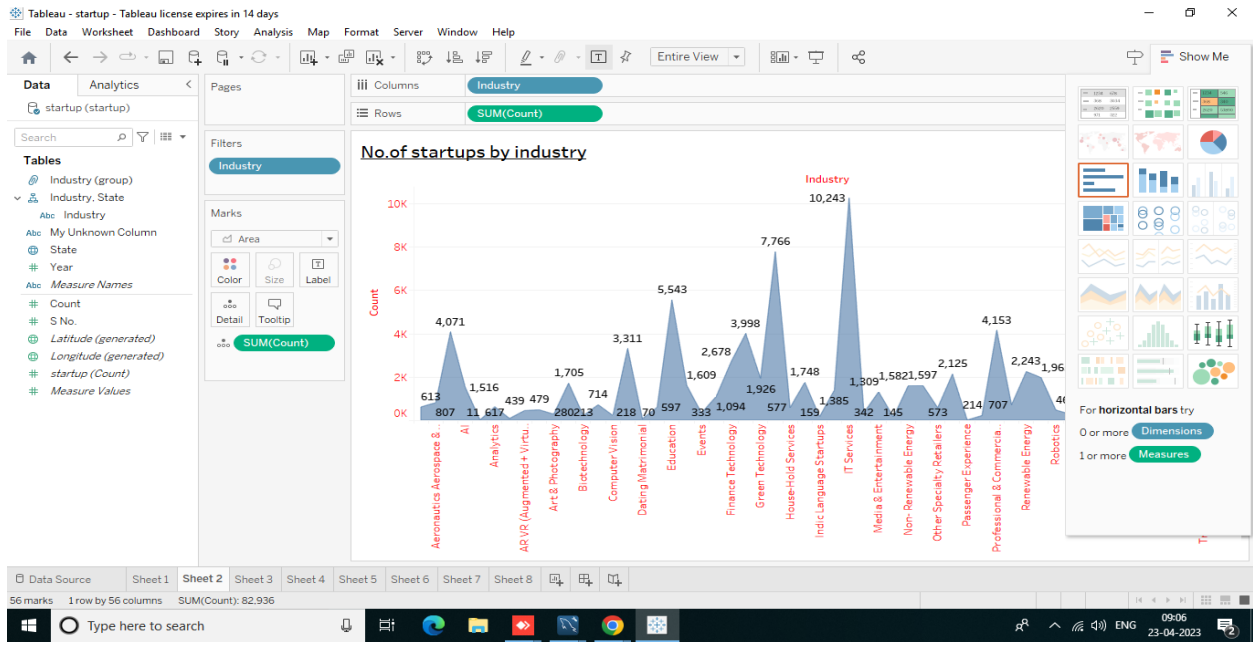 Tableau - startup - Tableau license expires in 14 days
File Data Worksheet Dashboard Story Analysis Map Format Server Window Help
Entire View
Show Me
Data Analytics
startup (startup)
Search
Tables
Industry (group)
Industry, State
Abc Industry
Abc My Unknown Column
State
# Year
Abc Measure Names
# Count
# S No.
Latitude (generated)
Longitude (generated)
# startup (Count)
# Measure Values
Pages
Filters
Industry
Marks
Area
Color Size Label
Detail Tooltip
SUM(Count)
Columns Industry
Rows SUM(Count)
No.of startups by industry
Industry
Count
10K
8K
6K
4K
2K
0K
613
4,071
807
1,516
11
617
439
479
1,705
280
213
714
218
3,311
70
5,543
597
1,609
333
2,678
1,094
3,998
1,926
7,766
577
1,748
159
1,385
10,243
342
1,309
145
1,582
1,597
573
2,125
214
4,153
707
2,243
1,96
46
Aeronautics Aerospace & ..
AI
Analytics
AR VR (Augmented + Virtu..
Art & Photography
Biotechnology
Computer Vision
Dating Matrimonial
Education
Events
Finance Technology
Green Technology
House-Hold Services
Indic Language Startups
IT Services
Media & Entertainment
Non- Renewable Energy
Other Specialty Retailers
Passenger Experience
Professional & Commercia..
Renewable Energy
Robotics
Tr
For horizontal bars try
0 or more Dimensions
1 or more Measures
Data Source Sheet 1 Sheet 2 Sheet 3 Sheet 4 Sheet 5 Sheet 6 Sheet 7 Sheet 8
56 marks 1 row by 56 columns SUM(Count): 82,936
Type here to search
ENG
09:06
23-04-2023
2